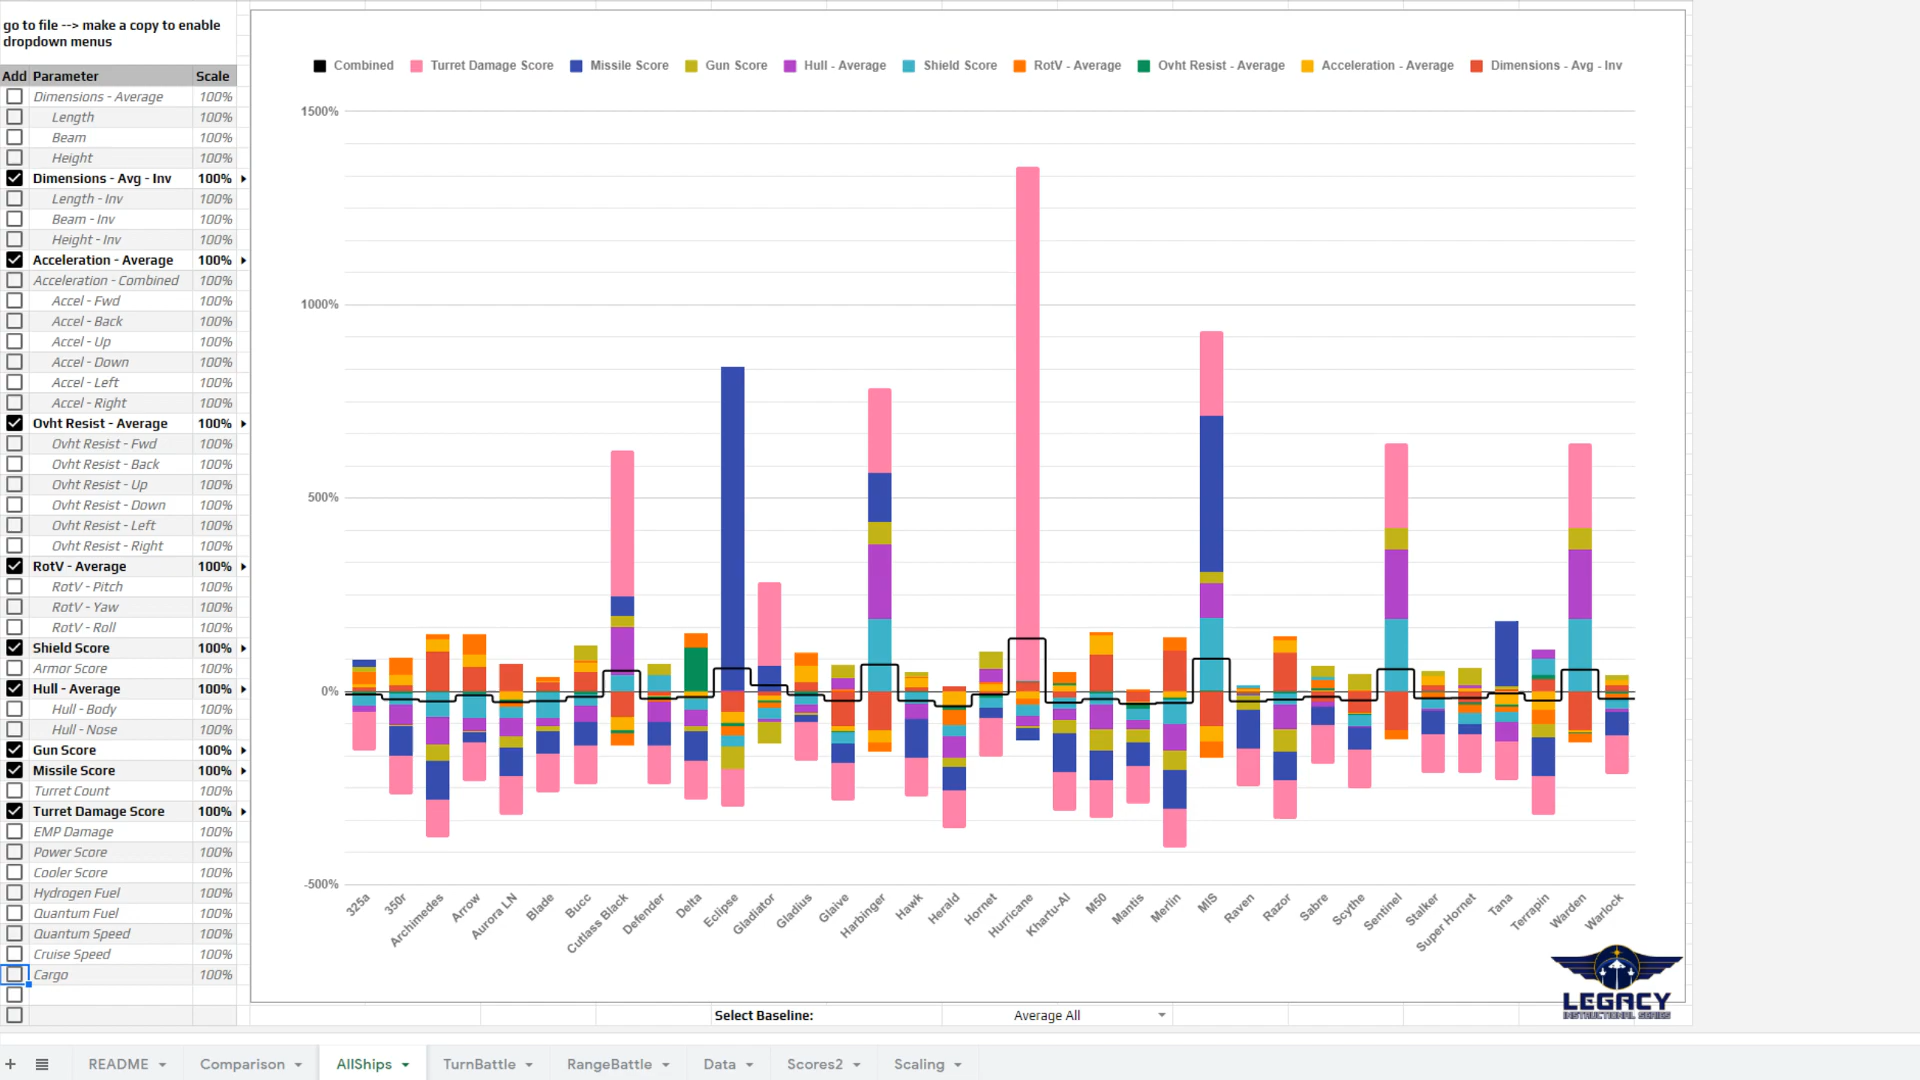 go to file --> make a copy to enable
dropdown menus
Add Parameter Scale
Dimensions - Average 100%
Length 100%
Beam 100%
Height 100%
Dimensions - Avg - Inv 100%
Length - Inv 100%
Beam - Inv 100%
Height - Inv 100%
Acceleration - Average 100%
Acceleration - Combined 100%
Accel - Fwd 100%
Accel - Back 100%
Accel - Up 100%
Accel - Down 100%
Accel - Left 100%
Accel - Right 100%
Ovht Resist - Average 100%
Ovht Resist - Fwd 100%
Ovht Resist - Back 100%
Ovht Resist - Up 100%
Ovht Resist - Down 100%
Ovht Resist - Left 100%
Ovht Resist - Right 100%
RotV - Average 100%
RotV - Pitch 100%
RotV - Yaw 100%
RotV - Roll 100%
Shield Score 100%
Armor Score 100%
Hull - Average 100%
Hull - Body 100%
Hull - Nose 100%
Gun Score 100%
Missile Score 100%
Turret Count 100%
Turret Damage Score 100%
EMP Damage 100%
Power Score 100%
Cooler Score 100%
Hydrogen Fuel 100%
Quantum Fuel 100%
Quantum Speed 100%
Cruise Speed 100%
Cargo 100%
Combined Turret Damage Score Missile Score Gun Score Hull - Average Shield Score RotV - Average Ovht Resist - Average Acceleration - Average Dimensions - Avg - Inv
1500%
1000%
500%
0%
-500%
325a
350r
Archimedes
Arrow
Aurora LN
Blade
Bucc
Cutlass Black
Defender
Delta
Eclipse
Gladiator
Gladius
Glaive
Harbinger
Hawk
Herald
Hornet
Hurricane
Khartu-Al
M50
Mantis
Merlin
MIS
Raven
Razor
Sabre
Scythe
Sentinel
Stalker
Super Hornet
Tana
Terrapin
Warden
Warlock
LEGACY
INSTRUCTIONAL SERIES
Select Baseline: Average All
README Comparison AllShips TurnBattle RangeBattle Data Scores2 Scaling